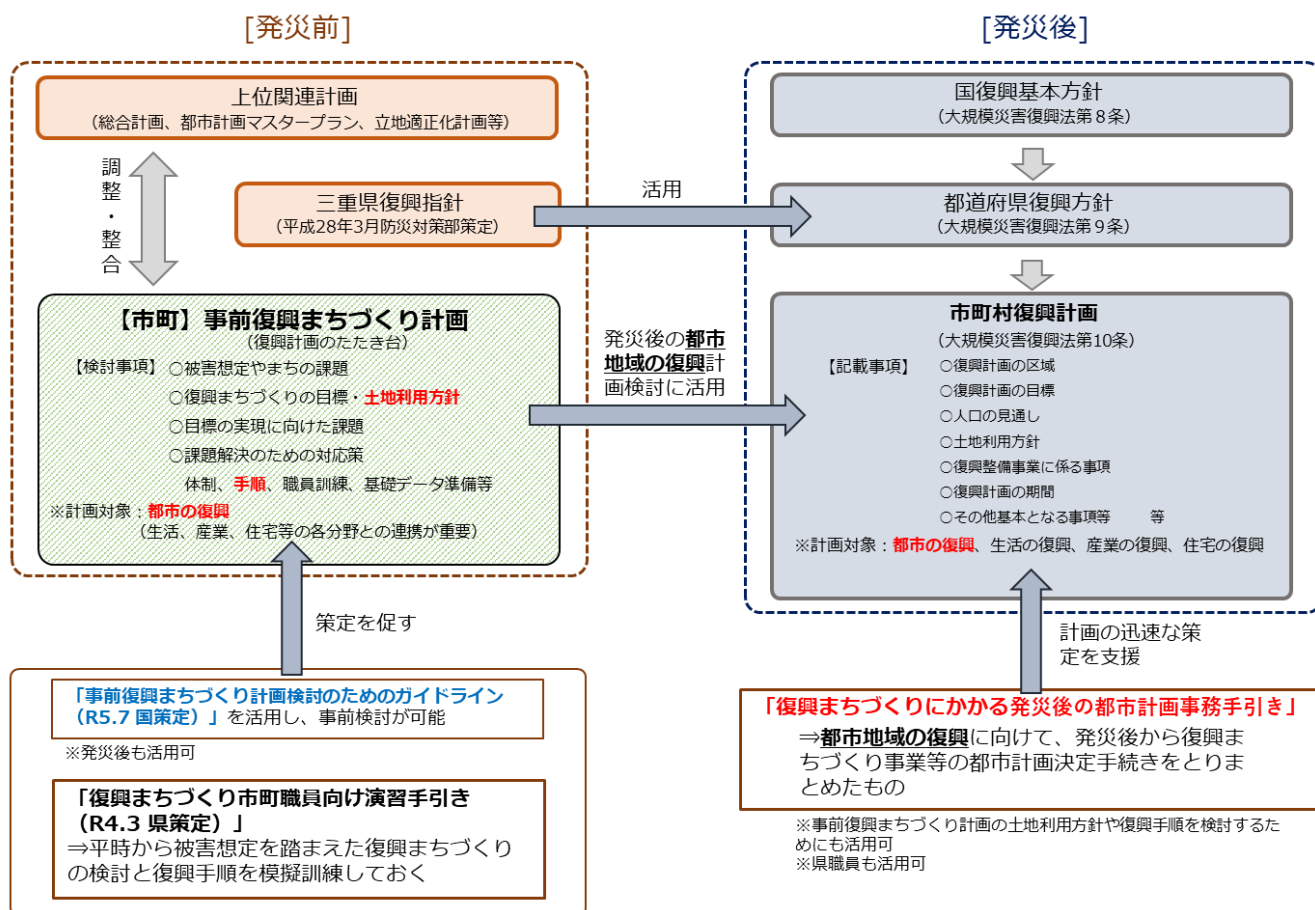 [発災前]
上位関連計画
（総合計画、都市計画マスタープラン、立地適正化計画等）
調整・整合
三重県復興指針
（平成28年3月防災対策部策定）
【市町】事前復興まちづくり計画
（復興計画のたたき台）
【検討事項】○被害想定やまちの課題
○復興まちづくりの目標・土地利用方針
○目標の実現に向けた課題
○課題解決のための対応策
体制、手順、職員訓練、基礎データ準備等
※計画対象：都市の復興
（生活、産業、住宅等の各分野との連携が重要）
策定を促す
「事前復興まちづくり計画検討のためのガイドライン
（R5.7 国策定）」を活用し、事前検討が可能
※発災後も活用可
「復興まちづくり市町職員向け演習手引き
（R4.3 県策定）」
⇒平時から被害想定を踏まえた復興まちづくり
の検討と復興手順を模擬訓練しておく
活用
発災後の都市
地域の復興計
画検討に活用
[発災後]
国復興基本方針
（大規模災害復興法第８条）
都道府県復興方針
（大規模災害復興法第９条）
市町村復興計画
（大規模災害復興法第10条）
【記載事項】 ○復興計画の区域
○復興計画の目標
○人口の見通し
○土地利用方針
○復興整備事業に係る事項
○復興計画の期間
○その他基本となる事項等　　等
※計画対象：都市の復興、生活の復興、産業の復興、住宅の復興
計画の迅速な策
定を支援
「復興まちづくりにかかる発災後の都市計画事務手引き」
⇒都市地域の復興に向けて、発災後から復興ま
ちづくり事業等の都市計画決定手続きをとりま
とめたもの
※事前復興まちづくり計画の土地利用方針や復興手順を検討するた
めにも活用可
※県職員も活用可